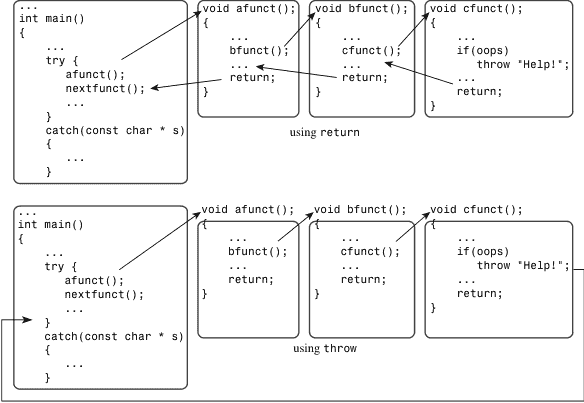 ...
int main()
{
...
try {
afunct();
nextfunct();
...
}
catch(const char * s)
{
...
}
void afunct();
{
...
bfunct();
...
return;
}
void bfunct();
{
...
cfunct();
...
return;
}
void cfunct();
{
...
if(oops)
throw "Help!";
...
return;
}
using return
...
int main()
{
...
try {
afunct();
nextfunct();
...
}
catch(const char * s)
{
...
}
void afunct();
{
...
bfunct();
...
return;
}
void bfunct();
{
...
cfunct();
...
return;
}
void cfunct();
{
...
if(oops)
throw "Help!";
...
return;
}
using throw